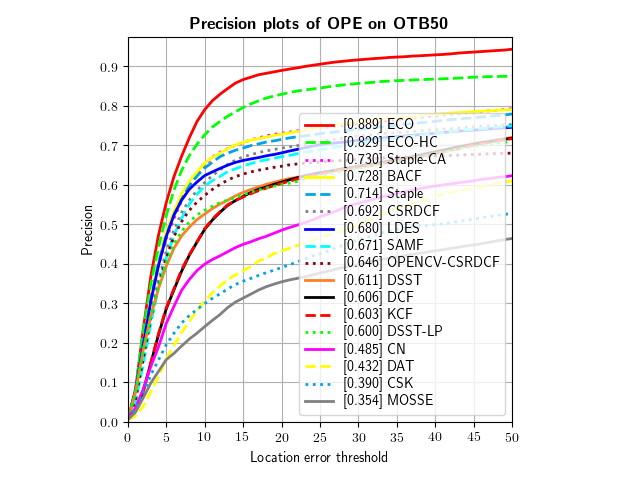 Precision plots of OPE on OTB50
Precision
0.9
0.8
0.7
0.6
0.5
0.4
0.3
0.2
0.1
0.0
0 5 10 15 20 25 30 35 40 45 50
Location error threshold
[0.889] ECO
[0.829] ECO-HC
[0.730] Staple-CA
[0.728] BACF
[0.714] Staple
[0.692] CSRDCF
[0.680] LDES
[0.671] SAMF
[0.646] OPENCV-CSRDCF
[0.611] DSST
[0.606] DCF
[0.603] KCF
[0.600] DSST-LP
[0.485] CN
[0.432] DAT
[0.390] CSK
[0.354] MOSSE